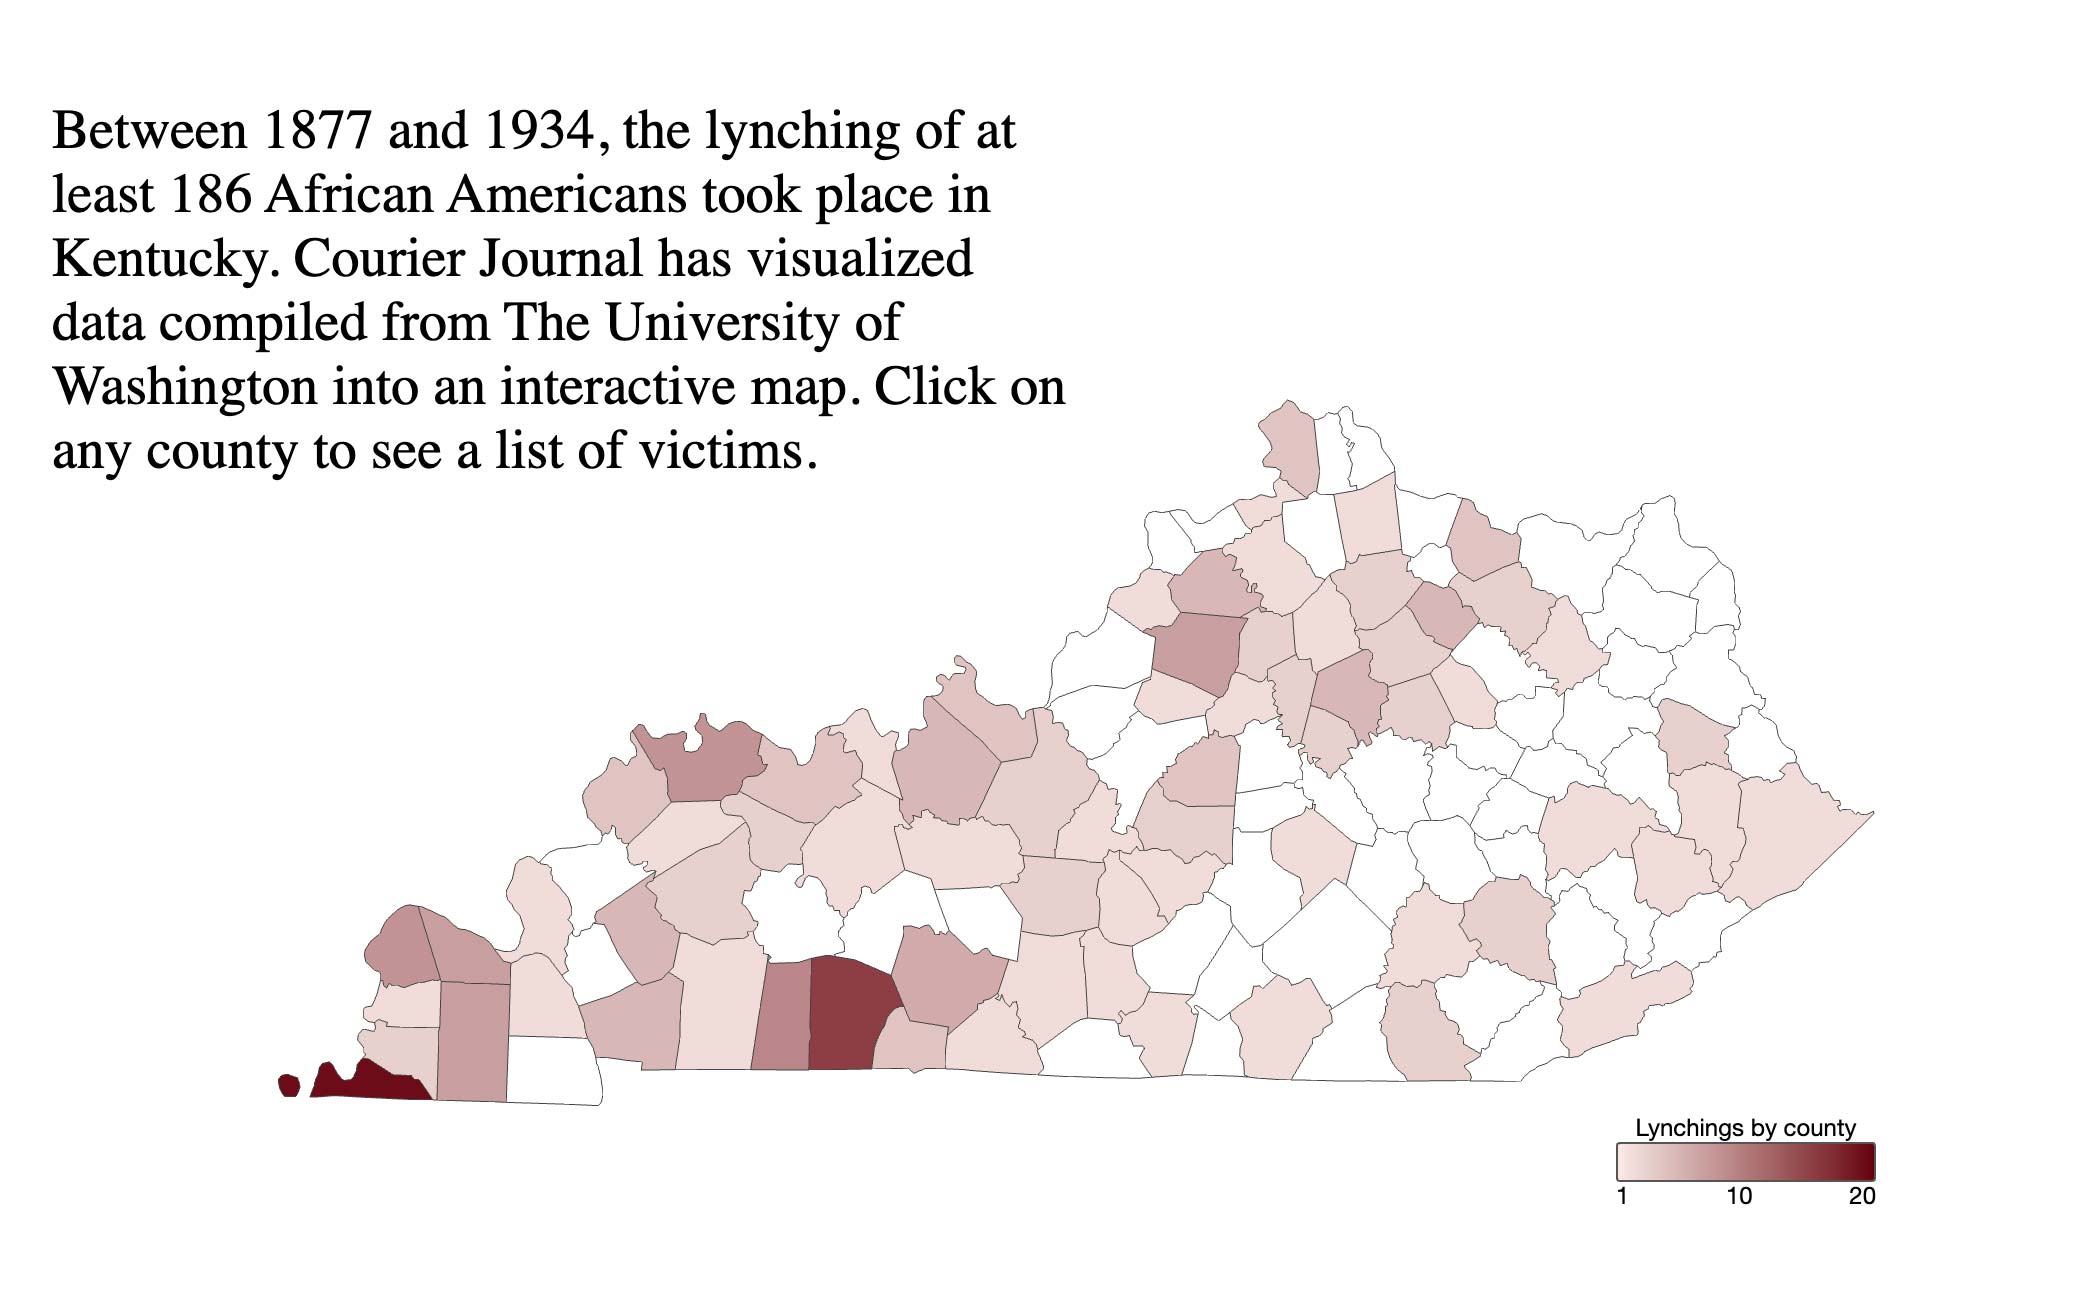 Between 1877 and 1934, the lynching of at
least 186 African Americans took place in
Kentucky. Courier Journal has visualized
data compiled from The University of
Washington into an interactive map. Click on
any county to see a list of victims.
Lynchings by county
1 10 20